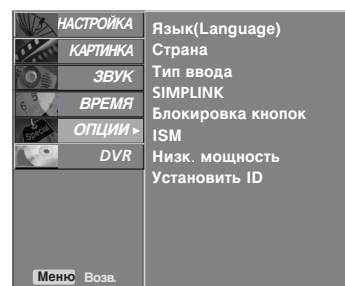 НАСТРОЙКА
КАРТИНКА
ЗВУК
ВРЕМЯ
ОПЦИИ
DVR
Язык(Language)
Страна
Тип ввода
SIMPLINK
Блокировка кнопок
ISM
Низк. мощность
Установить ID
Меню Возв.